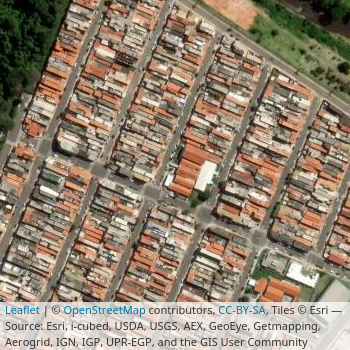 Leaflet | © OpenStreetMap contributors, CC-BY-SA, Tiles © Esri —
Source: Esri, i-cubed, USDA, USGS, AEX, GeoEye, Getmapping,
Aerogrid, IGN, IGP, UPR-EGP, and the GIS User Community